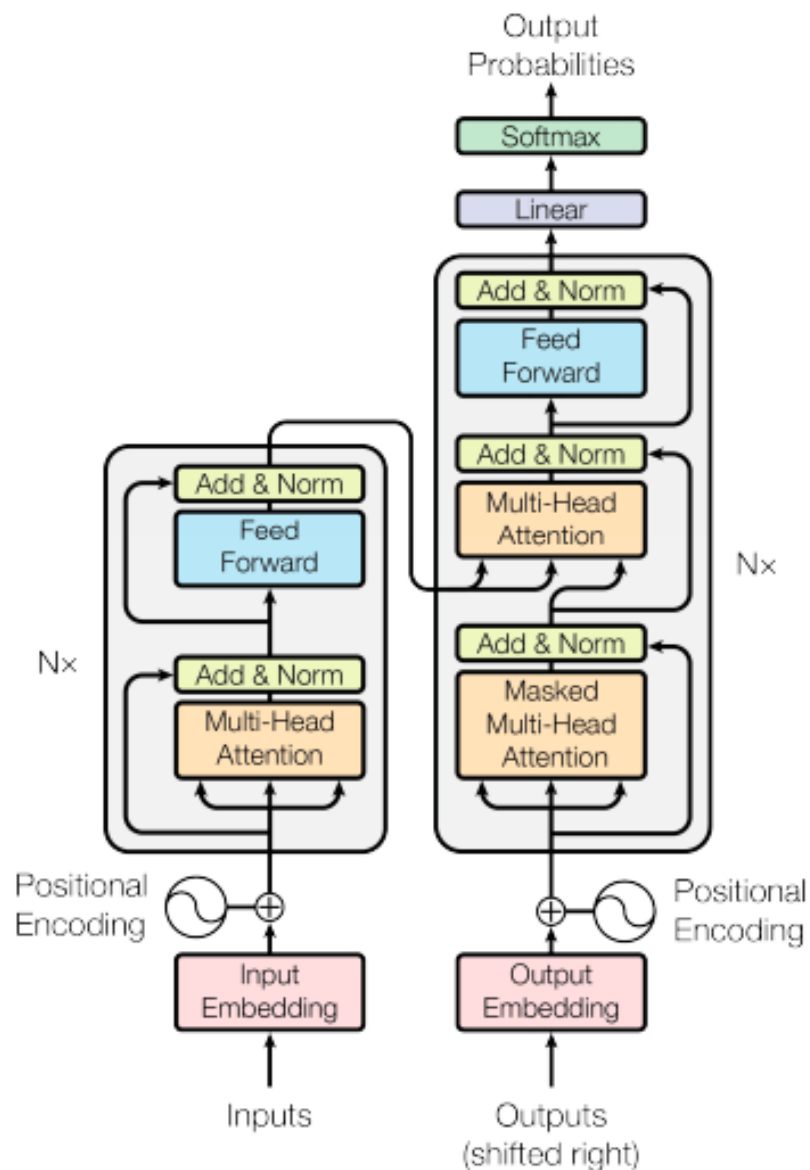 Output
Probabilities
Softmax
Linear
Add & Norm
Feed
Forward
Add & Norm
Multi-Head
Attention
N×
Add & Norm
Masked
Multi-Head
Attention
Add & Norm
Feed
Forward
N×
Add & Norm
Multi-Head
Attention
Positional
Encoding
Positional
Encoding
Input
Embedding
Output
Embedding
Inputs
Outputs
(shifted right)